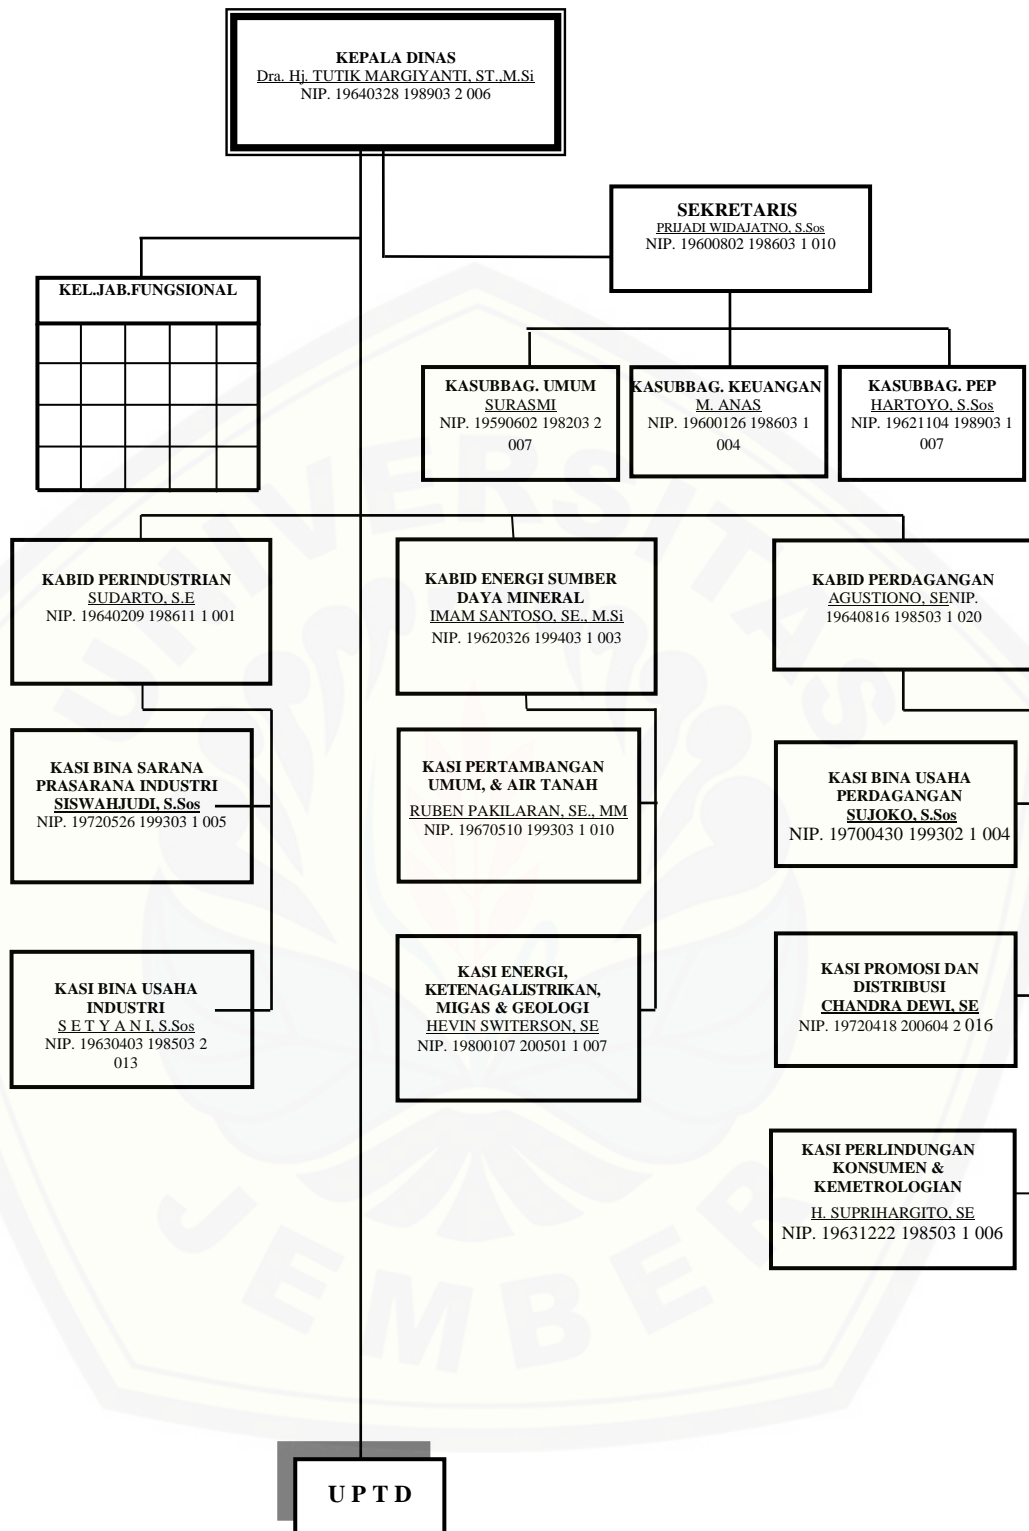 KEPALA DINAS
Dra. Hj. TUTIK MARGIYANTI, ST.,M.Si
NIP. 19640328 198903 2 006
SEKRETARIS
PRIJADI WIDAJATNO, S.Sos
NIP. 19600802 198603 1 010
KEL.JAB.FUNGSIONAL
KASUBBAG. UMUM
SURASMI
NIP. 19590602 198203 2
007
KASUBBAG. KEUANGAN
M. ANAS
NIP. 19600126 198603 1
004
KASUBBAG. PEP
HARTOYO, S.Sos
NIP. 19621104 198903 1
007
KABID PERINDUSTRIAN
SUDARTO, S.E
NIP. 19640209 198611 1 001
KABID ENERGI SUMBER
DAYA MINERAL
IMAM SANTOSO, SE., M.Si
NIP. 19620326 199403 1 003
KABID PERDAGANGAN
AGUSTIONO, SENIP.
19640816 198503 1 020
KASI BINA SARANA
PRASARANA INDUSTRI
SISWAHJUDI, S.Sos
NIP. 19720526 199303 1 005
KASI PERTAMBANGAN
UMUM, & AIR TANAH
RUBEN PAKILARAN, SE., MM
NIP. 19670510 199303 1 010
KASI BINA USAHA
PERDAGANGAN
SUJOKO, S.Sos
NIP. 19700430 199302 1 004
KASI BINA USAHA
INDUSTRI
S E T Y A N I, S.Sos
NIP. 19630403 198503 2
013
KASI ENERGI,
KETENAGALISTRIKAN,
MIGAS & GEOLOGI
HEVIN SWITERSON, SE
NIP. 19800107 200501 1 007
KASI PROMOSI DAN
DISTRIBUSI
CHANDRA DEWI, SE
NIP. 19720418 200604 2 016
KASI PERLINDUNGAN
KONSUMEN &
KEMETROLOGIAN
H. SUPRIHARGITO, SE
NIP. 19631222 198503 1 006
U P T D
UNIVERSITAS
JEMBER